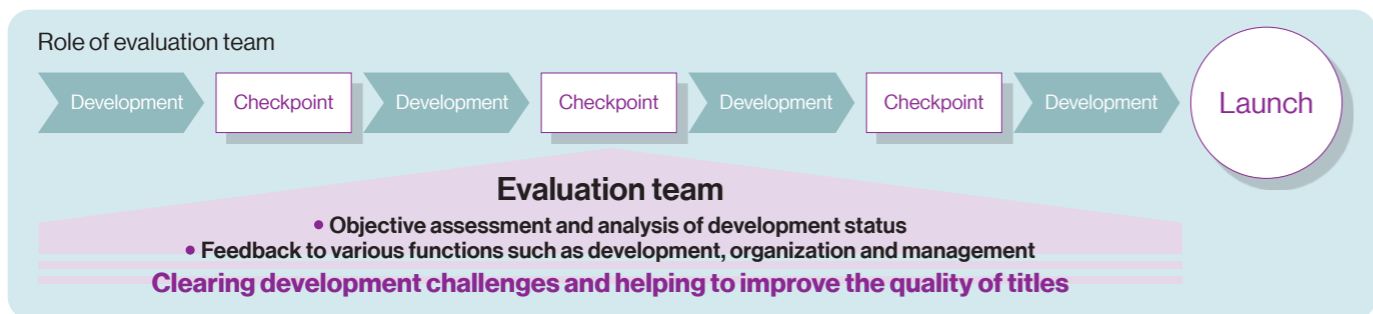 Role of evaluation team
Development
Checkpoint
Development
Checkpoint
Development
Checkpoint
Development
Launch
Evaluation team
• Objective assessment and analysis of development status
• Feedback to various functions such as development, organization and management
Clearing development challenges and helping to improve the quality of titles